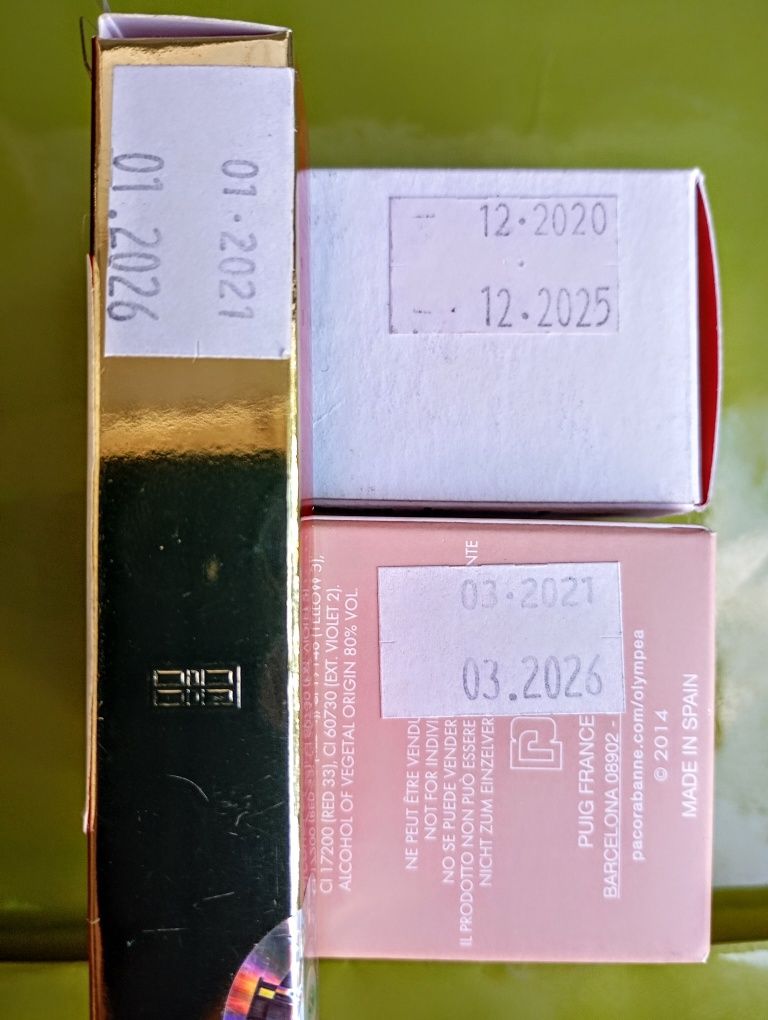 01.2021
01.2026
12.2020
12.2025
03.2021
03.2026
CI 17200 (RED 33), CI 60730 (EXT. VIOLET 2).
ALCOHOL OF VEGETAL ORIGIN 80% VOL.
NE PEUT ÊTRE VENDU
NOT FOR INDIVI
NO SE PUEDE VENDER
IL PRODOTTO NON PUÒ ESSERE
NICHT ZUM EINZELVER
PUIG FRANCE
BARCELONA 08902 -
pacorabanne.com/olympea
© 2014
MADE IN SPAIN